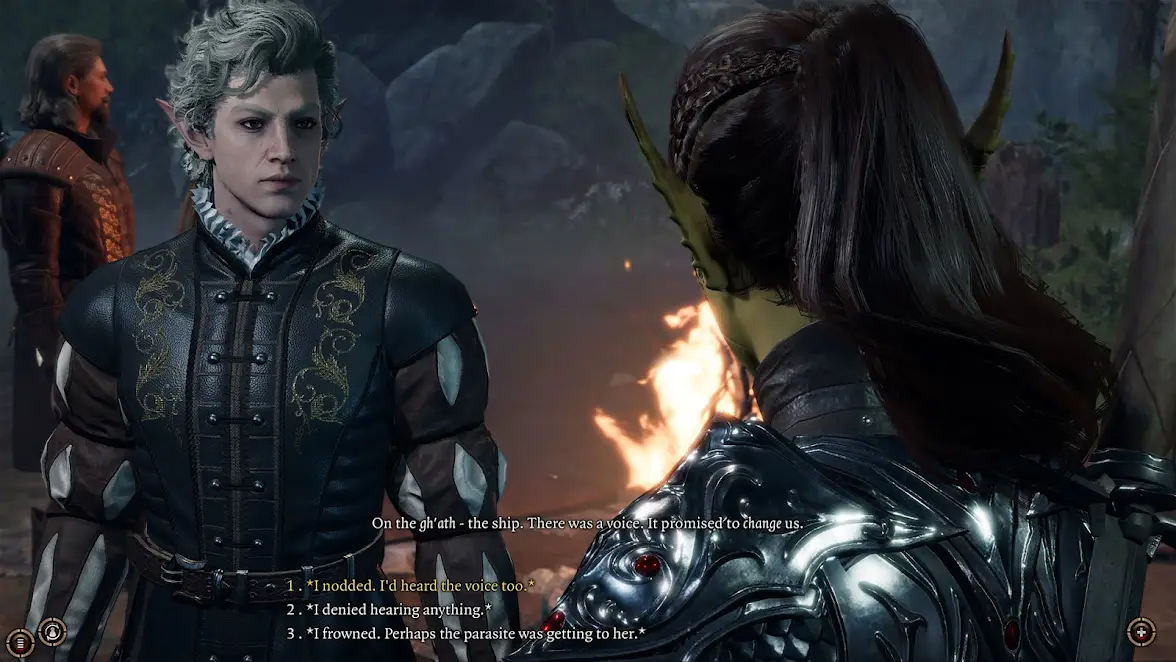 On the gh'ath - the ship. There was a voice. It promised to change us.
1. *I nodded. I'd heard the voice too.*
2. *I denied hearing anything.*
3. *I frowned. Perhaps the parasite was getting to her.*